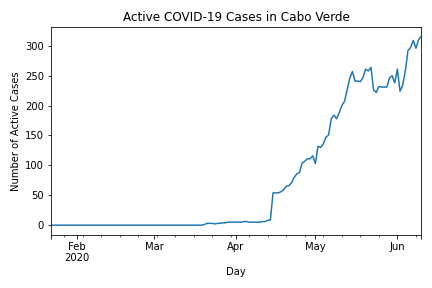 Active COVID-19 Cases in Cabo Verde
Number of Active Cases
300
250
200
150
100
50
0
Feb
2020
Mar
Apr
May
Jun
Day